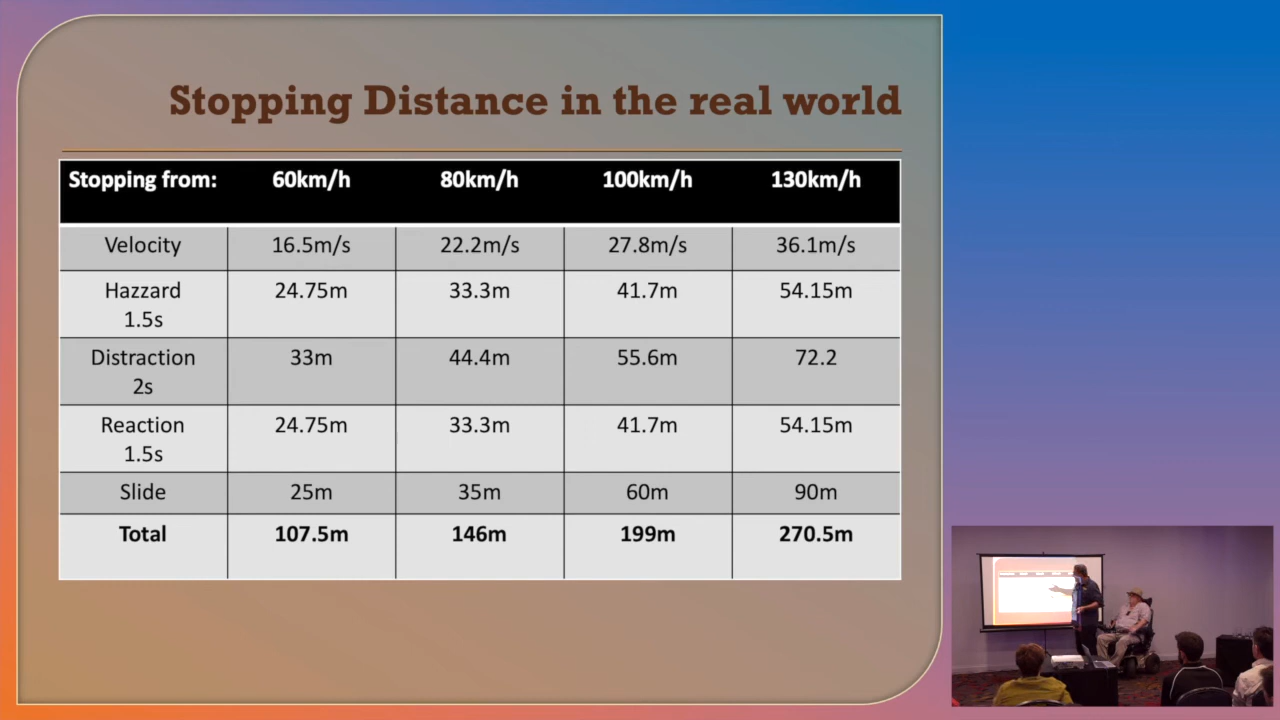 Stopping Distance in the real world
Stopping from: 60km/h 80km/h 100km/h 130km/h
Velocity 16.5m/s 22.2m/s 27.8m/s 36.1m/s
Hazzard 24.75m 33.3m 41.7m 54.15m
1.5s
Distraction 33m 44.4m 55.6m 72.2
2s
Reaction 24.75m 33.3m 41.7m 54.15m
1.5s
Slide 25m 35m 60m 90m
Total 107.5m 146m 199m 270.5m